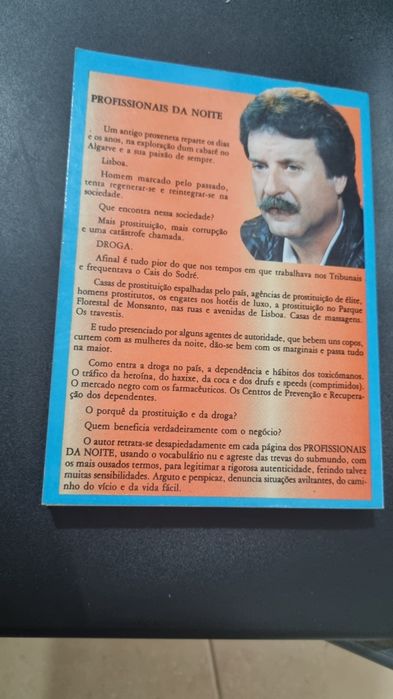 PROFISSIONAIS DA NOITE
Um antigo proxeneta reparte os dias
e os anos, na exploração dum cabaré no
Algarve e a sua paixão de sempre.
Lisboa.
Homem marcado pelo passado,
tenta regenerar-se e reintegrar-se na
sociedade.
Que encontra nessa sociedade?
Mais prostituição, mais corrupção
e uma catástrofe chamada.
DROGA.
Afinal é tudo pior do que nos tempos em que trabalhava nos Tribunais
e frequentava o Cais do Sodré.
Casas de prostituição espalhadas pelo país, agências de prostituição de élite,
homens prostitutos, os engates nos hotéis de luxo, a prostituição no Parque
Florestal de Monsanto, nas ruas e avenidas de Lisboa. Casas de massagens.
Os travestis.
E tudo presenciado por alguns agentes de autoridade, que bebem uns copos,
curtem com as mulheres da noite, dão-se bem com os marginais e passa tudo
na maior.
Como entra a droga no país, a dependência e hábitos dos toxicómanos.
O tráfico da heroína, do haxixe, da coca e dos drufs e speeds (comprimidos).
O mercado negro com os farmacêuticos. Os Centros de Prevenção e Recupera-
ção dos dependentes.
O porquê da prostituição e da droga?
Quem beneficia verdadeiramente com o negócio?
O autor retrata-se desapiedadamente em cada página dos PROFISSIONAIS
DA NOITE, usando o vocabulário nu e agreste das trevas do submundo, com
os mais ousados termos, para legitimar a rigorosa autenticidade, ferindo talvez
muitas sensibilidades. Arguto e perspicaz, denuncia situações aviltantes, do cami-
nho do vício e da vida fácil.